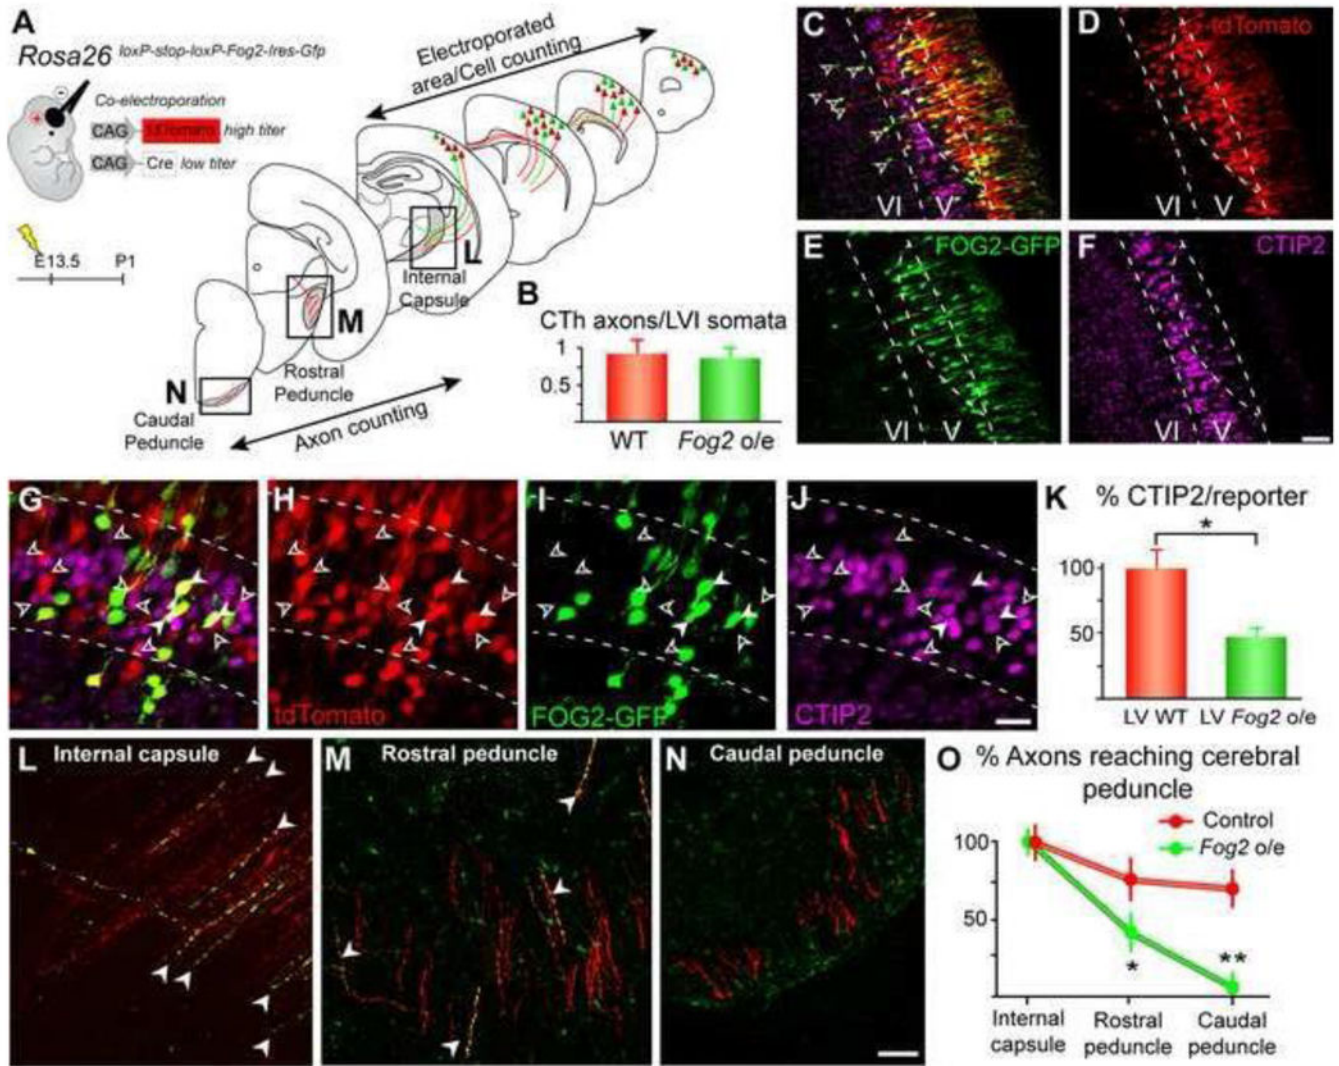 A
Rosa26 loxP-stop-loxP-Fog2-Ires-Gfp
Co-electroporation
CAG tdTomato high titer
CAG Cre low titer
E13.5 P1
Electroporated
area/Cell counting
L
Internal
Capsule
M
Rostral
Peduncle
N
Caudal
Peduncle
Axon counting
B
CTh axons/LVI somata
1
0.5
WT Fog2 o/e
C
VI V
D tdTomato
VI V
E FOG2-GFP
VI V
F CTIP2
VI V
G
H
tdTomato
I
FOG2-GFP
J
CTIP2
K % CTIP2/reporter
*
100
50
LV WT LV Fog2 o/e
L Internal capsule
M Rostral peduncle
N Caudal peduncle
O % Axons reaching cerebral
peduncle
Control
Fog2 o/e
100
50
*
**
Internal
capsule
Rostral
peduncle
Caudal
peduncle